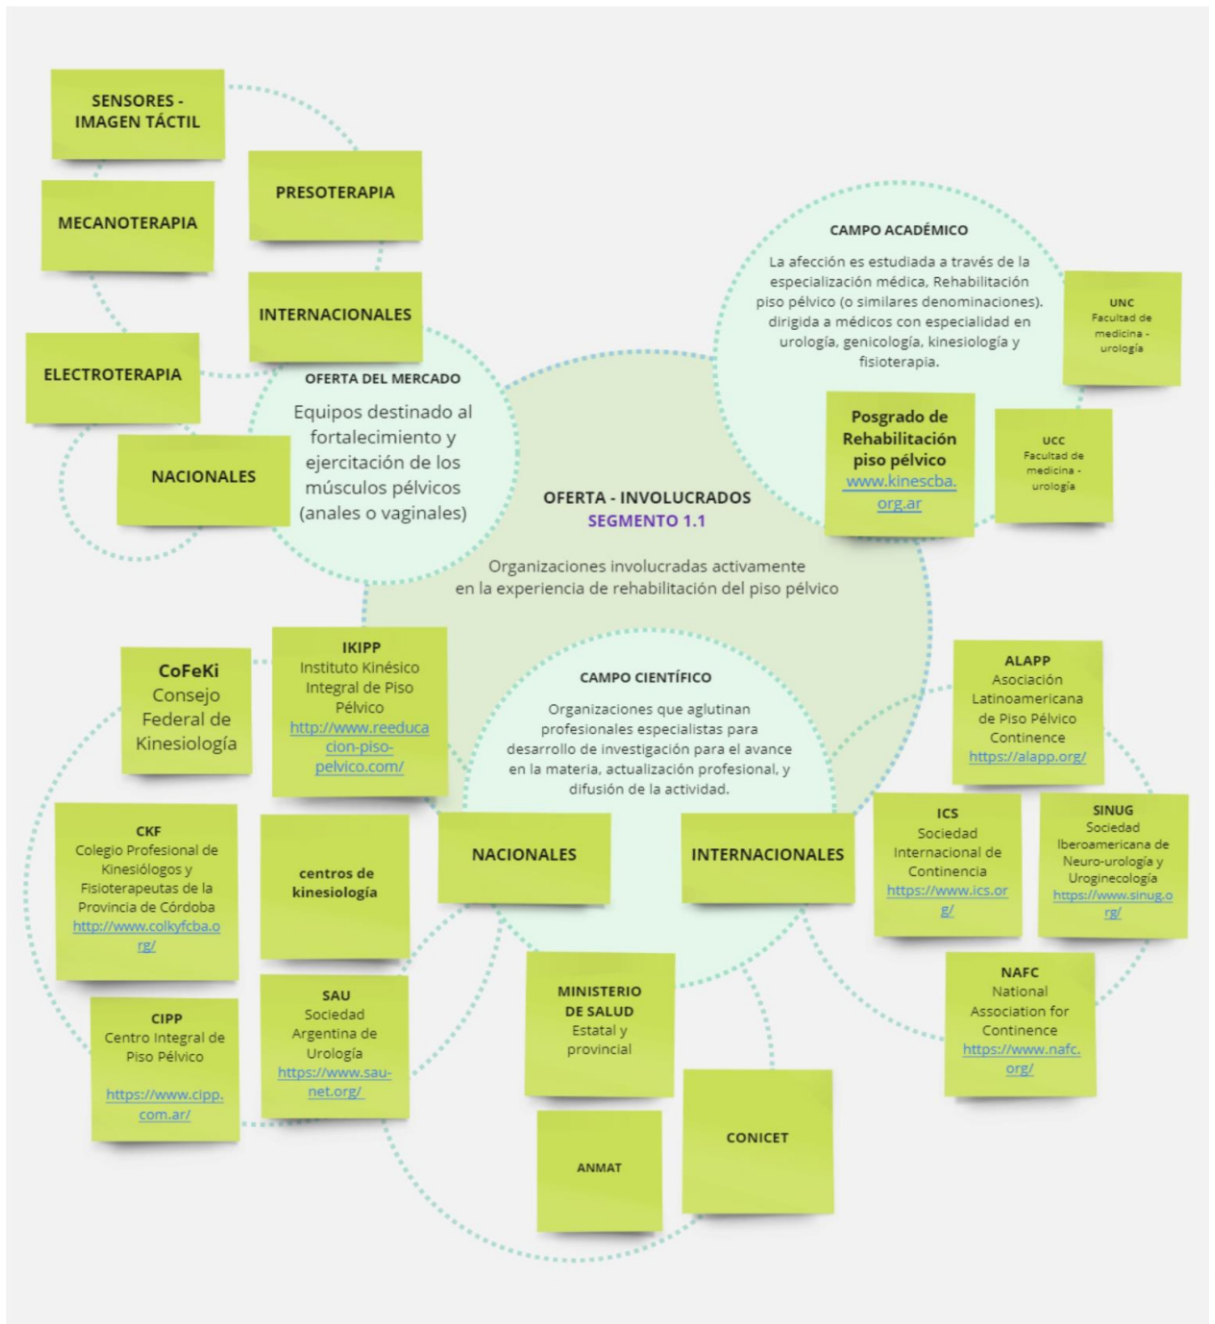 SENSORES -
IMAGEN TÁCTIL
PRESOTERAPIA
MECANOTERAPIA
INTERNACIONALES
ELECTROTERAPIA
NACIONALES
OFERTA DEL MERCADO
Equipos destinado al
fortalecimiento y
ejercitación de los
músculos pélvicos
(anales o vaginales)
CAMPO ACADÉMICO
La afección es estudiada a través de la
especialización médica, Rehabilitación
piso pélvico (o similares denominaciones).
dirigida a médicos con especialidad en
urología, genicología, kinesiología y
fisioterapia.
UNC
Facultad de
medicina -
urología
Posgrado de
Rehabilitación
piso pélvico
www.kinescba.
org.ar
UCC
Facultad de
medicina -
urología
OFERTA - INVOLUCRADOS
SEGMENTO 1.1
Organizaciones involucradas activamente
en la experiencia de rehabilitación del piso pélvico
CAMPO CIENTÍFICO
Organizaciones que aglutinan
profesionales especialistas para
desarrollo de investigación para el avance
en la materia, actualización profesional, y
difusión de la actividad.
NACIONALES
INTERNACIONALES
CoFeKi
Consejo
Federal de
Kinesiología
IKIPP
Instituto Kinésico
Integral de Piso
Pélvico
http://www.reeduca
cion-piso-
pelvico.com/
CKF
Colegio Profesional de
Kinesiólogos y
Fisioterapeutas de la
Provincia de Córdoba
http://www.colkyfcba.o
rg/
centros de
kinesiología
CIPP
Centro Integral de
Piso Pélvico
https://www.cipp.
com.ar/
SAU
Sociedad
Argentina de
Urología
https://www.sau-
net.org/
MINISTERIO
DE SALUD
Estatal y
provincial
ANMAT
CONICET
ALAPP
Asociación
Latinoamericana
de Piso Pélvico
Continence
https://alapp.org/
ICS
Sociedad
Internacional de
Continencia
https://www.ics.or
g/
SINUG
Sociedad
Iberoamericana de
Neuro-urología y
Uroginecología
https://www.sinug.o
rg/
NAFC
National
Association for
Continence
https://www.nafc.
org/